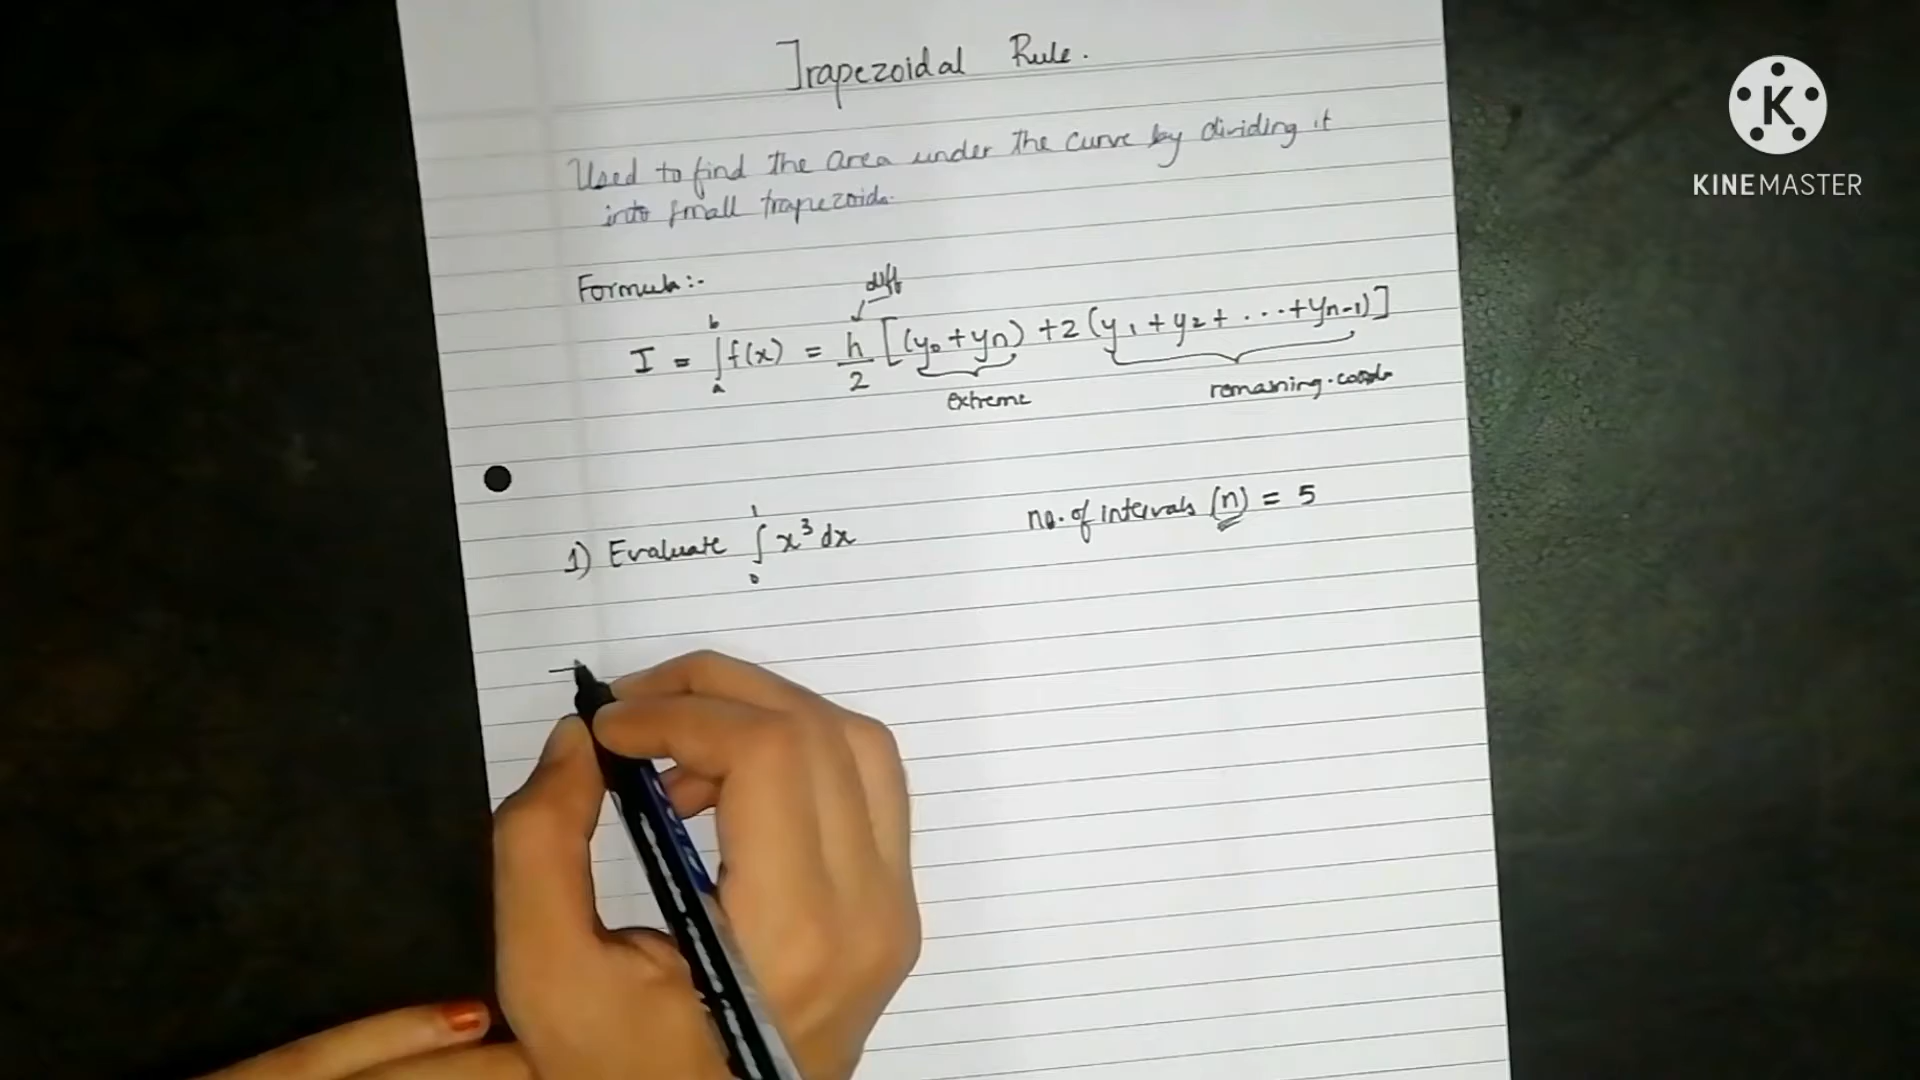 Trapezoidal Rule.
K
KINEMASTER
Used to find the area under the curve by dividing it
into small trapezoids.
Formula:-
diff
I = ∫ₐᵇ f(x) = h/2 [(y₀ + yn) + 2 (y₁ + y₂ + ... + yn-1)]
extreme
remaining.
1) Evaluate ∫₀¹ x³ dx
no. of intervals (n) = 5